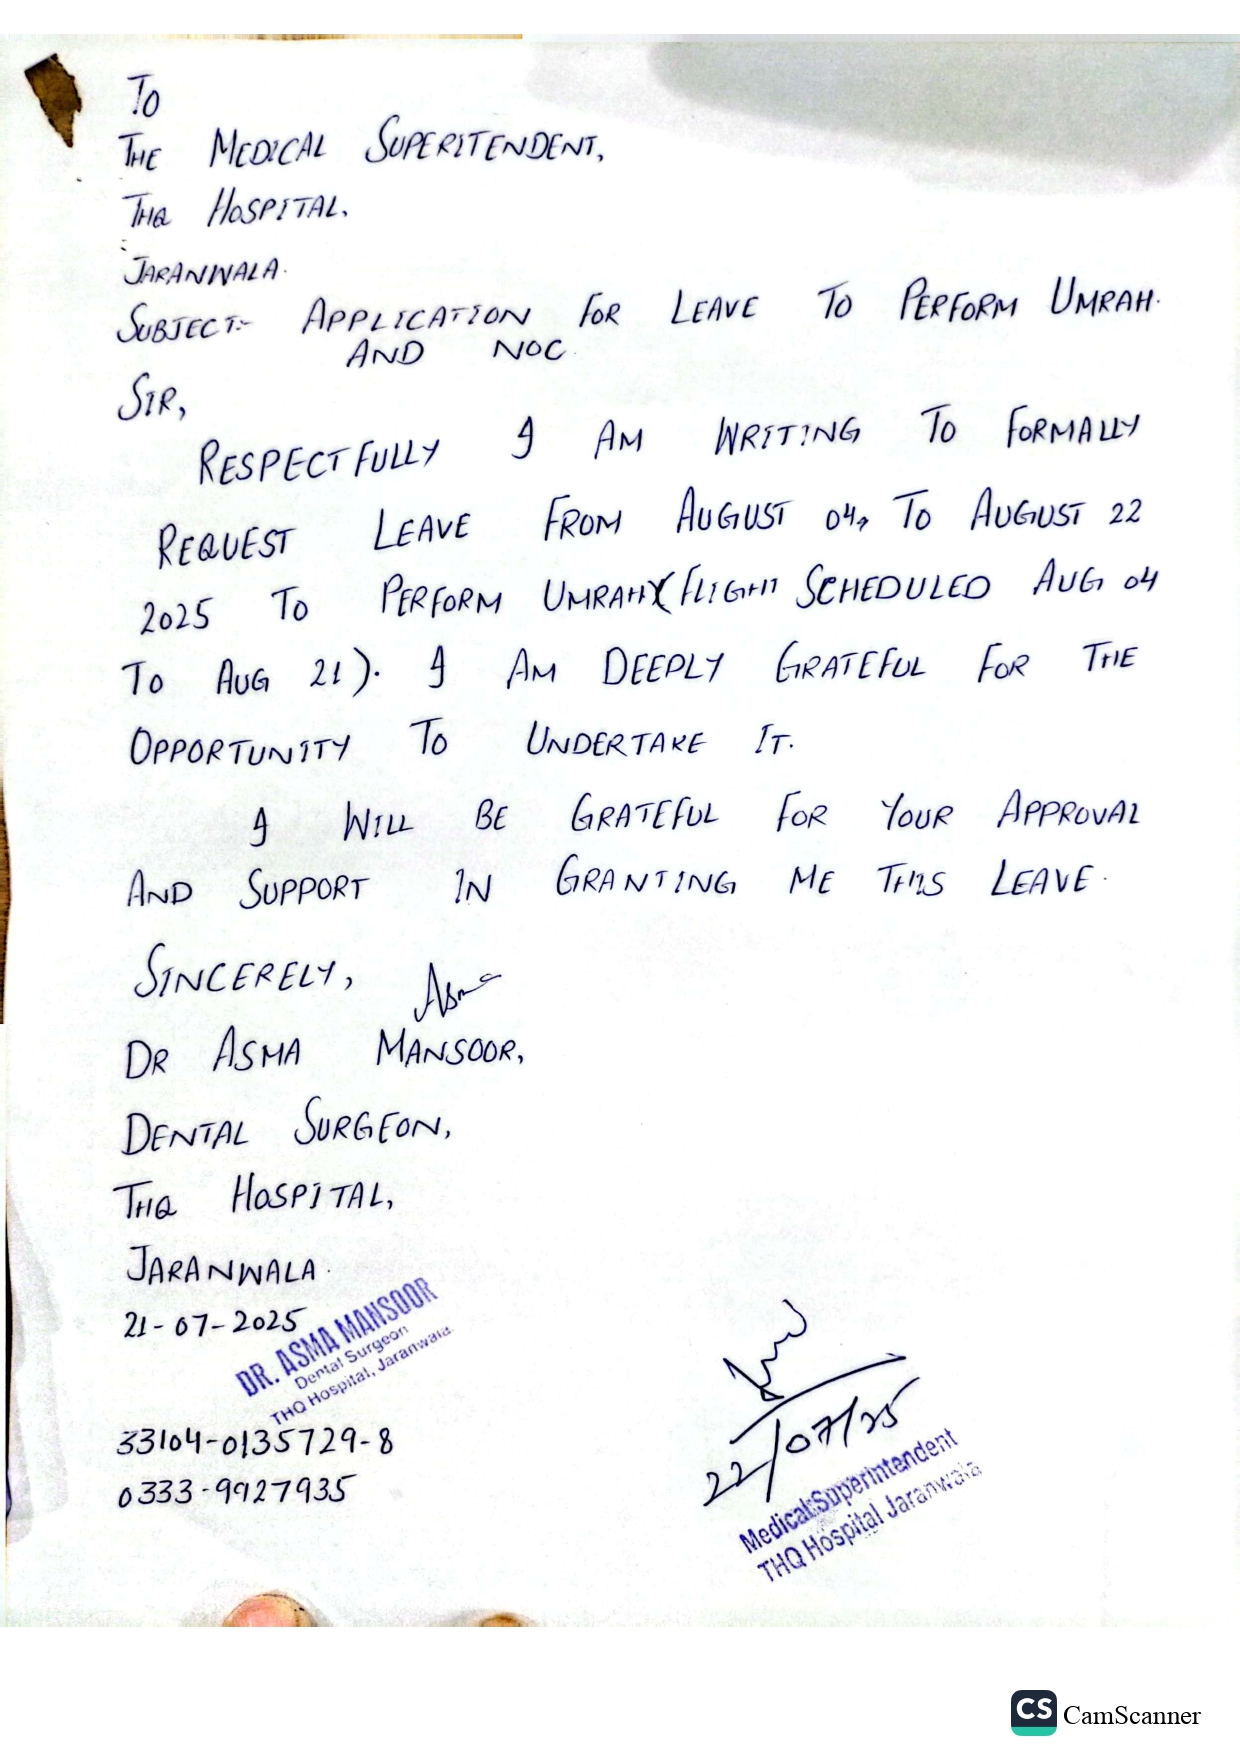 To
THE MEDICAL SUPERITENDENT,
THQ HOSPITAL.
JARANWALA.
SUBJECT:- APPLICATION FOR LEAVE TO PERFORM UMRAH.
AND NOC.
SIR,
RESPECTFULLY I AM WRITING TO FORMALLY
REQUEST LEAVE FROM AUGUST 04, TO AUGUST 22
2025 TO PERFORM UMRAH (FLIGHT SCHEDULED AUG 04
TO AUG 21). I AM DEEPLY GRATEFUL FOR THE
OPPORTUNITY TO UNDERTAKE IT.
I WILL BE GRATEFUL FOR YOUR APPROVAL
AND SUPPORT IN GRANTING ME THIS LEAVE.
SINCERELY,
Asma
DR ASMA MANSOOR,
DENTAL SURGEON,
THQ HOSPITAL,
JARANWALA.
21-07-2025
DR. ASMA MANSOOR
Dental Surgeon
THQ Hospital, Jaranwala.
33104-0135729-8
0333-9927935
22/07/25
Medical Superintendent
THQ Hospital Jaranwala
CS CamScanner